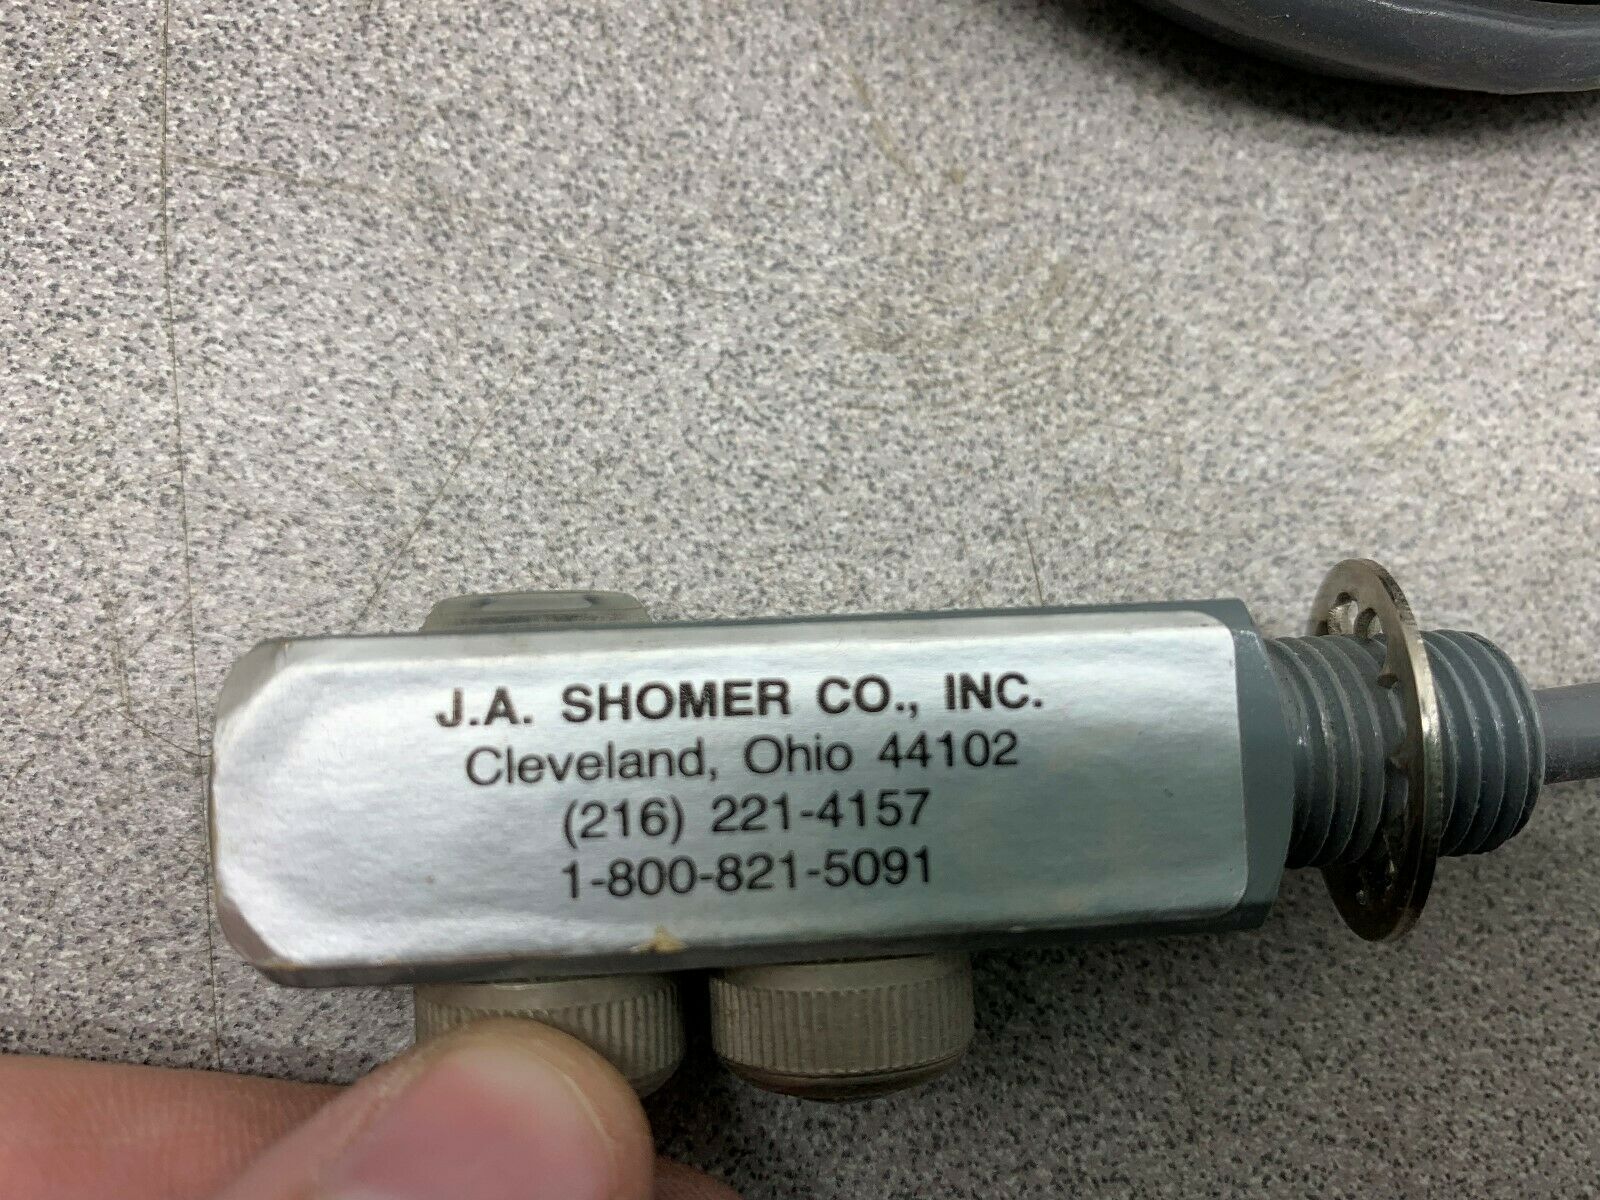 J.A. SHOMER CO., INC.
Cleveland, Ohio 44102
(216) 221-4157
1-800-821-5091